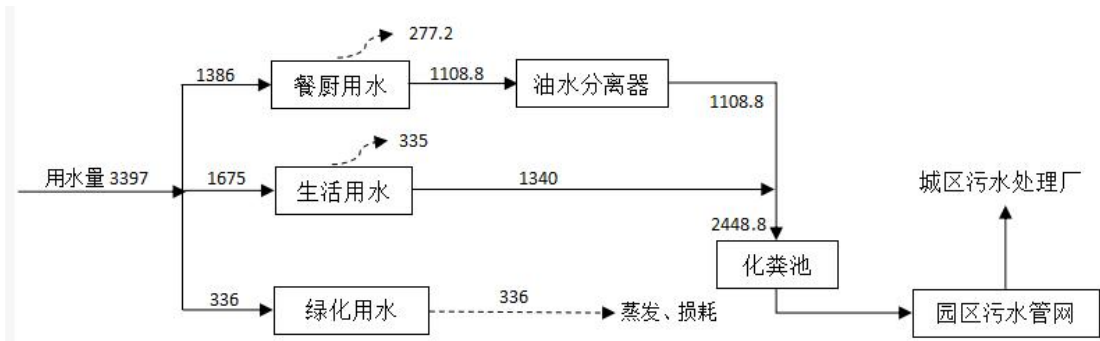 277.2
1386
餐厨用水
1108.8
油水分离器
1108.8
335
用水量 3397
1675
生活用水
1340
城区污水处理厂
2448.8
化粪池
336
绿化用水
336
蒸发、损耗
园区污水管网